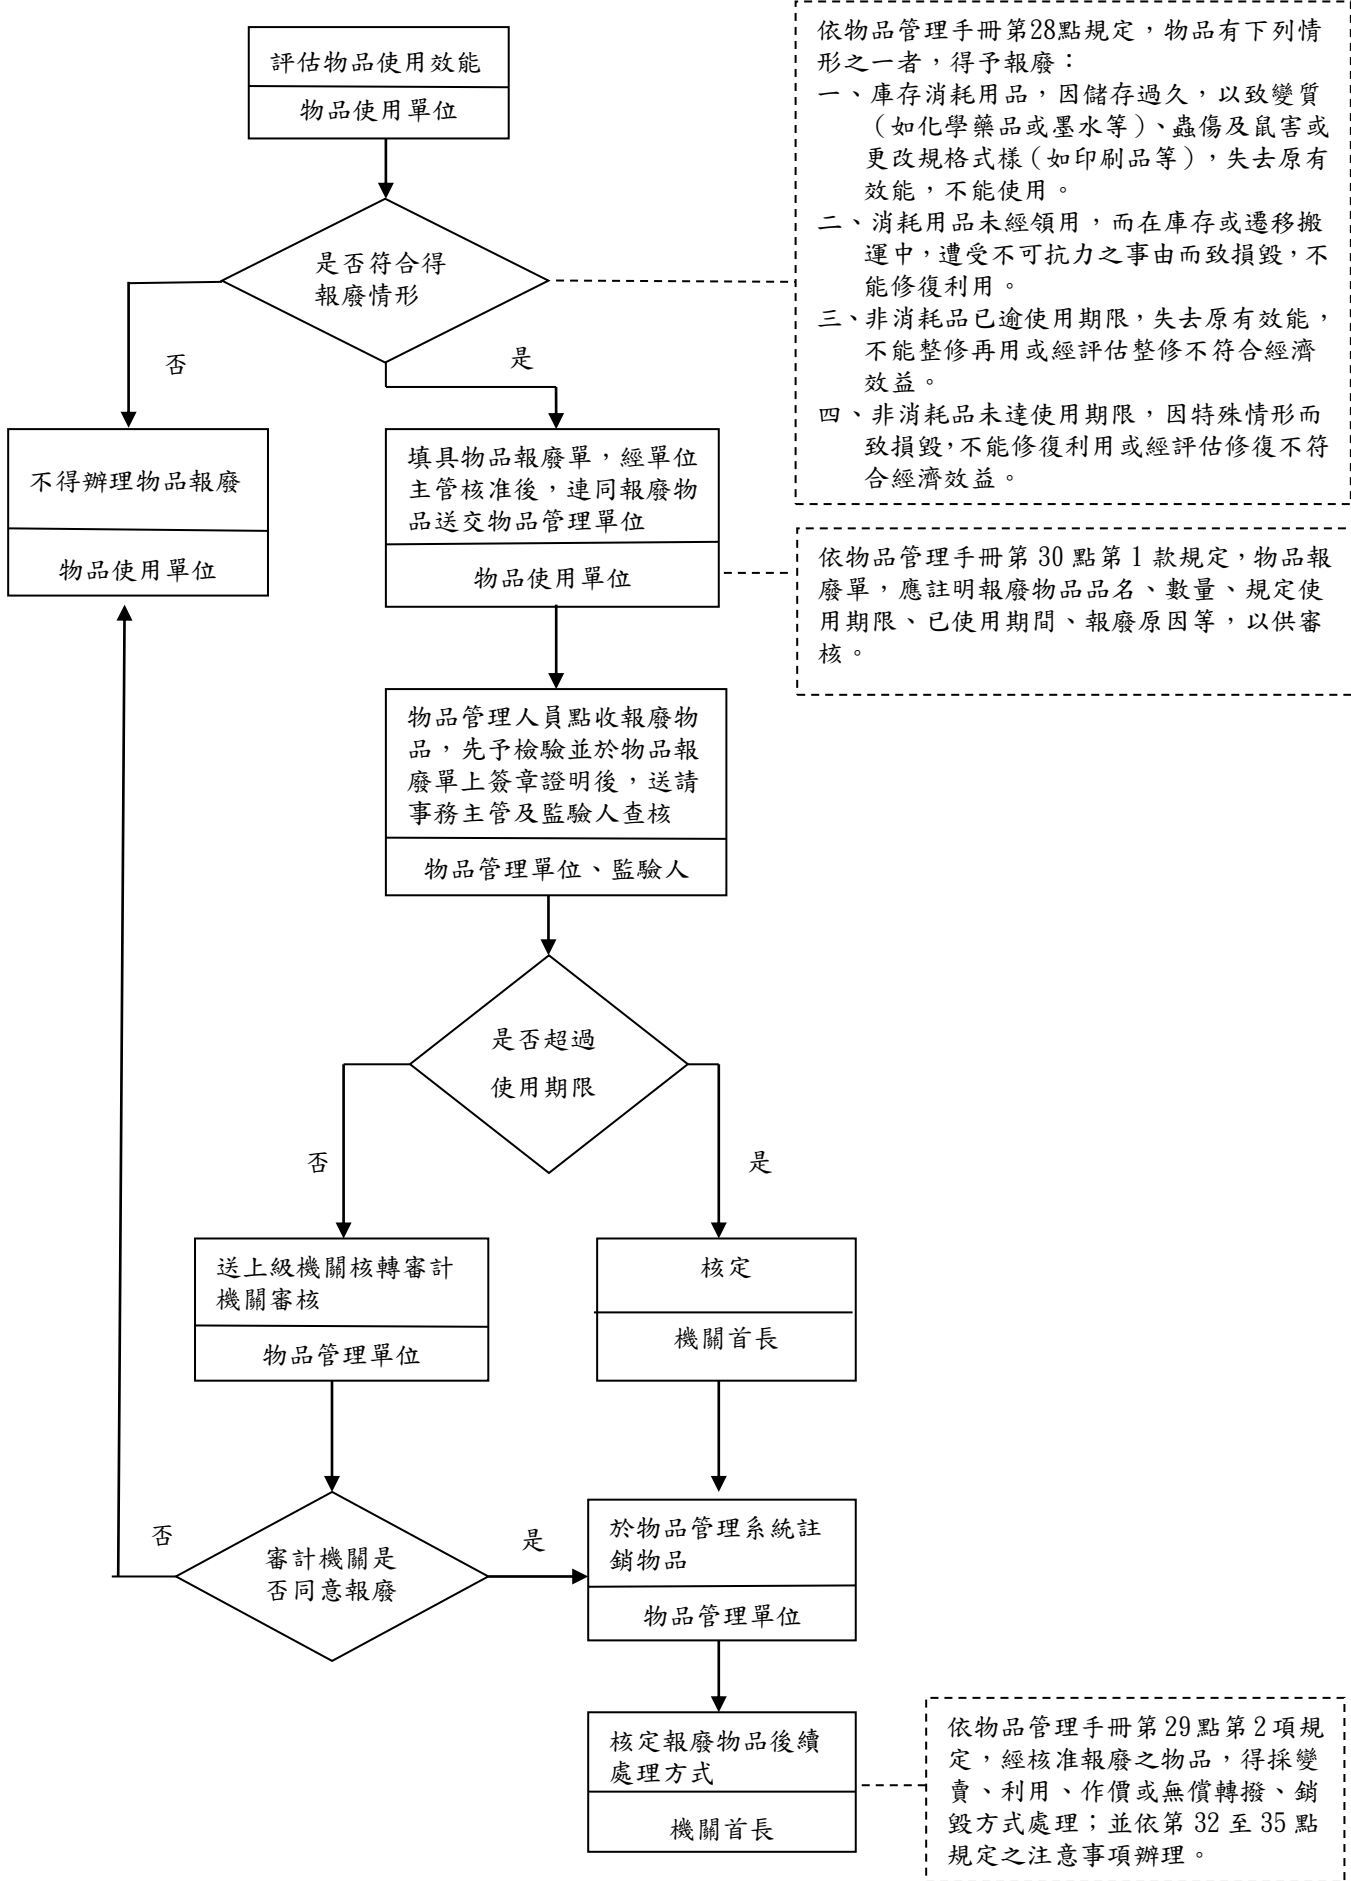 評估物品使用效能
物品使用單位
依物品管理手冊第28點規定，物品有下列情
形之一者，得予報廢：
一、庫存消耗用品，因儲存過久，以致變質
（如化學藥品或墨水等）、蟲傷及鼠害或
更改規格式樣（如印刷品等），失去原有
效能，不能使用。
二、消耗用品未經領用，而在庫存或遷移搬
運中，遭受不可抗力之事由而致損毀，不
能修復利用。
三、非消耗品已逾使用期限，失去原有效能，
不能整修再用或經評估整修不符合經濟
效益。
四、非消耗品未達使用期限，因特殊情形而
致損毀，不能修復利用或經評估修復不符
合經濟效益。
是否符合得
報廢情形
否
是
不得辦理物品報廢
物品使用單位
填具物品報廢單，經單位
主管核准後，連同報廢物
品送交物品管理單位
物品使用單位
依物品管理手冊第 30 點第 1 款規定，物品報
廢單，應註明報廢物品品名、數量、規定使
用期限、已使用期間、報廢原因等，以供審
核。
物品管理人員點收報廢物
品，先予檢驗並於物品報
廢單上簽章證明後，送請
事務主管及監驗人查核
物品管理單位、監驗人
是否超過
使用期限
否
是
送上級機關核轉審計
機關審核
物品管理單位
核定
機關首長
否
審計機關是
否同意報廢
是
於物品管理系統註
銷物品
物品管理單位
核定報廢物品後續
處理方式
機關首長
依物品管理手冊第 29 點第 2 項規
定，經核准報廢之物品，得採變
賣、利用、作價或無償轉撥、銷
毀方式處理；並依第 32 至 35 點
規定之注意事項辦理。